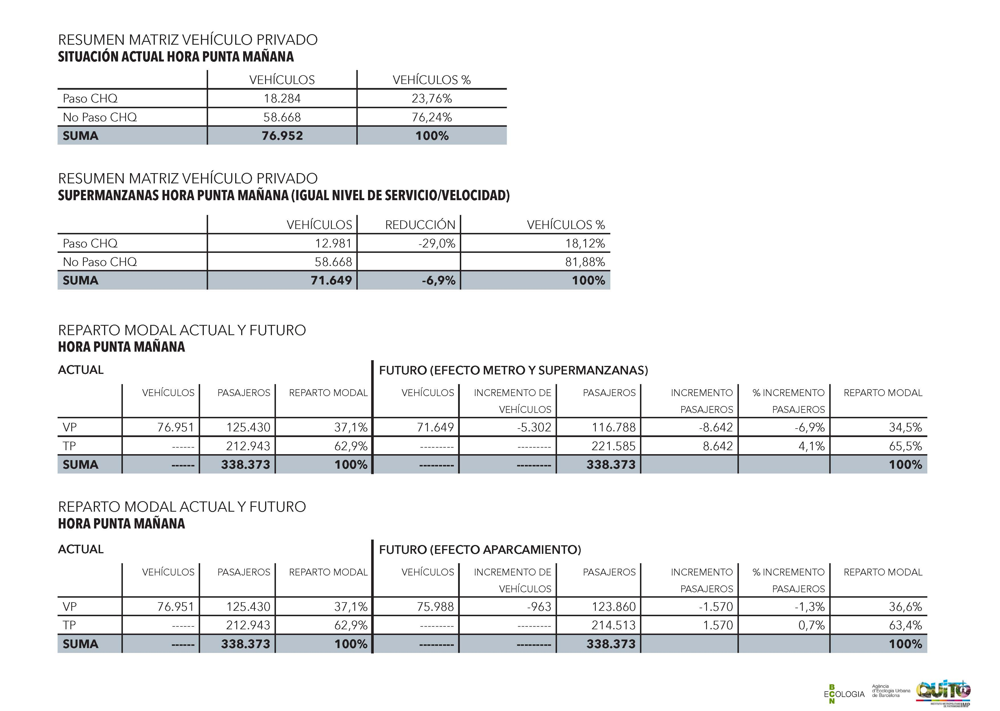 RESUMEN MATRIZ VEHÍCULO PRIVADO
SITUACIÓN ACTUAL HORA PUNTA MAÑANA
VEHÍCULOS VEHÍCULOS %
Paso CHQ 18.284 23,76%
No Paso CHQ 58.668 76,24%
SUMA 76.952 100%
RESUMEN MATRIZ VEHÍCULO PRIVADO
SUPERMANZANAS HORA PUNTA MAÑANA (IGUAL NIVEL DE SERVICIO/VELOCIDAD)
VEHÍCULOS REDUCCIÓN VEHÍCULOS %
Paso CHQ 12.981 -29,0% 18,12%
No Paso CHQ 58.668 81,88%
SUMA 71.649 -6,9% 100%
REPARTO MODAL ACTUAL Y FUTURO
HORA PUNTA MAÑANA
ACTUAL FUTURO (EFECTO METRO Y SUPERMANZANAS)
VEHÍCULOS PASAJEROS REPARTO MODAL VEHÍCULOS INCREMENTO DE PASAJEROS INCREMENTO % INCREMENTO REPARTO MODAL
VEHÍCULOS PASAJEROS PASAJEROS
VP 76.951 125.430 37,1% 71.649 -5.302 116.788 -8.642 -6,9% 34,5%
TP ------ 212.943 62,9% --------- --------- 221.585 8.642 4,1% 65,5%
SUMA ------ 338.373 100% --------- --------- 338.373 100%
REPARTO MODAL ACTUAL Y FUTURO
HORA PUNTA MAÑANA
ACTUAL FUTURO (EFECTO APARCAMIENTO)
VEHÍCULOS PASAJEROS REPARTO MODAL VEHÍCULOS INCREMENTO DE PASAJEROS INCREMENTO % INCREMENTO REPARTO MODAL
VEHÍCULOS PASAJEROS PASAJEROS
VP 76.951 125.430 37,1% 75.988 -963 123.860 -1.570 -1,3% 36,6%
TP ------ 212.943 62,9% --------- --------- 214.513 1.570 0,7% 63,4%
SUMA ------ 338.373 100% --------- --------- 338.373 100%
BCN
ECOLOGIA
Agència
d'Ecologia Urbana
de Barcelona
QUITO
INSTITUTO METROPOLITANO
DE PATRIMONIO IMP